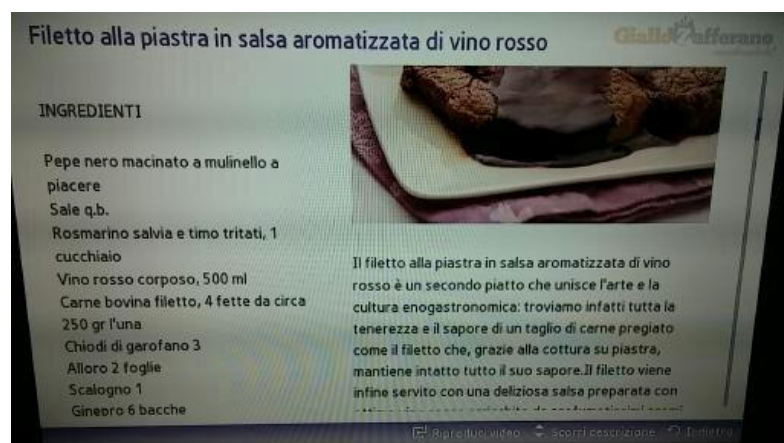 Filetto alla piastra in salsa aromatizzata di vino rosso
GialloZafferano
INGREDIENTI
Pepe nero macinato a mulinello a
piacere
Sale q.b.
Rosmarino salvia e timo tritati, 1
cucchiaio
Vino rosso corposo, 500 ml
Carne bovina filetto, 4 fette da circa
250 gr l'una
Chiodi di garofano 3
Alloro 2 foglie
Scalogno 1
Ginepro 6 bacche
Il filetto alla piastra in salsa aromatizzata di vino
rosso è un secondo piatto che unisce l'arte e la
cultura enogastronomica: troviamo infatti tutta la
tenerezza e il sapore di un taglio di carne pregiato
come il filetto che, grazie alla cottura su piastra,
mantiene intatto tutto il suo sapore.Il filetto viene
infine servito con una deliziosa salsa preparata con
Riproduci video Scorri descrizione Indietro